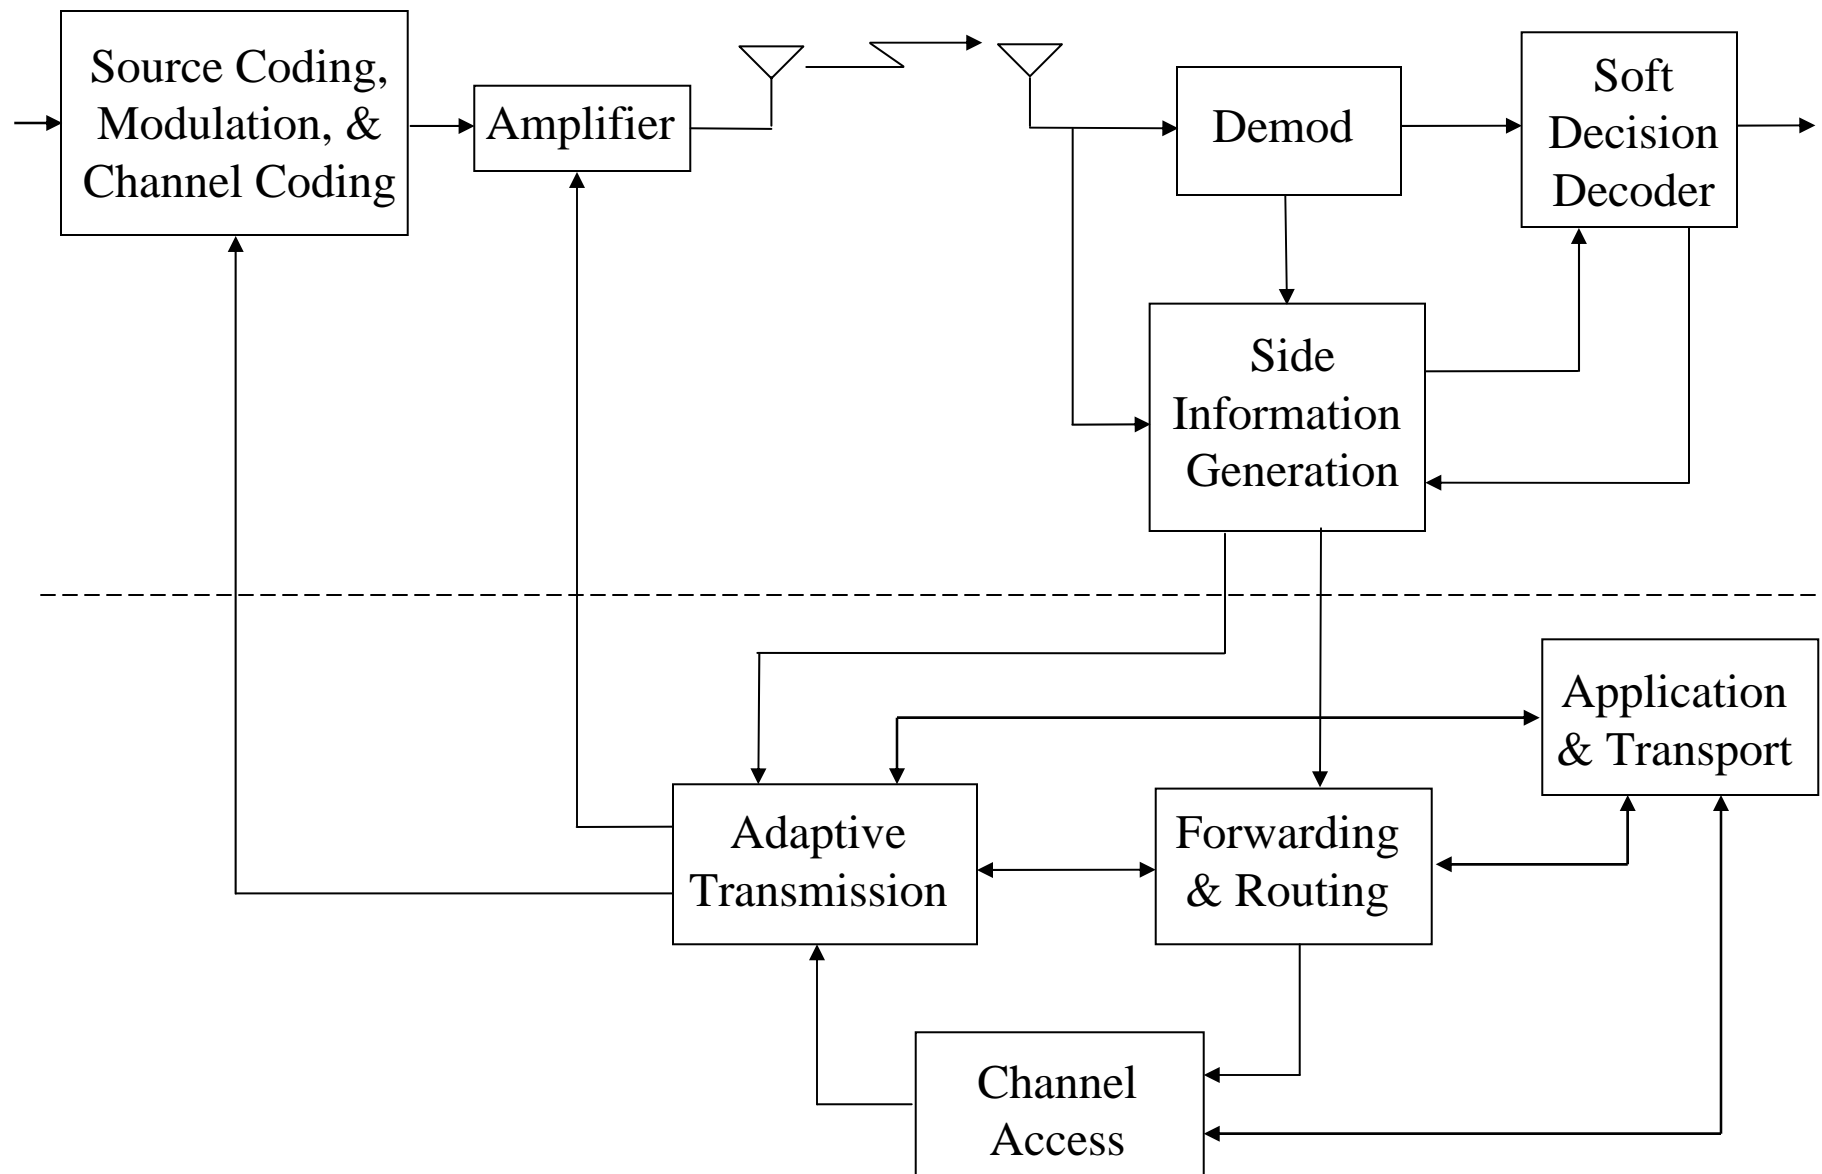 Source Coding,
Modulation, &
Channel Coding
Amplifier
Demod
Soft
Decision
Decoder
Side
Information
Generation
Application
& Transport
Adaptive
Transmission
Forwarding
& Routing
Channel
Access